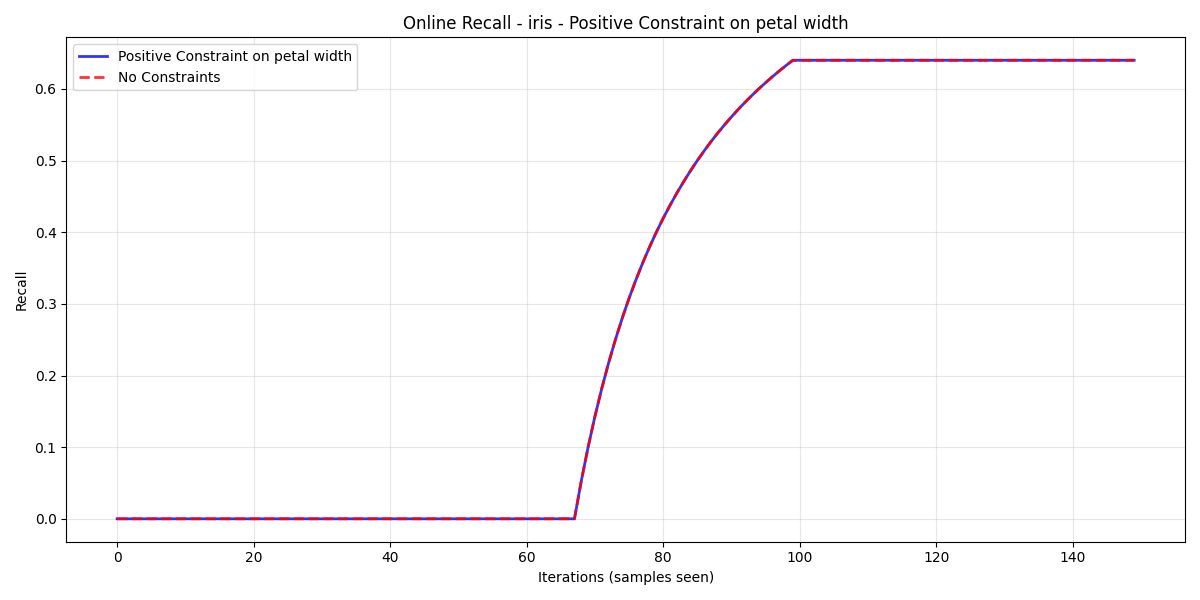 Online Recall - iris - Positive Constraint on petal width
Positive Constraint on petal width
No Constraints
Recall
0.6
0.5
0.4
0.3
0.2
0.1
0.0
0 20 40 60 80 100 120 140
Iterations (samples seen)